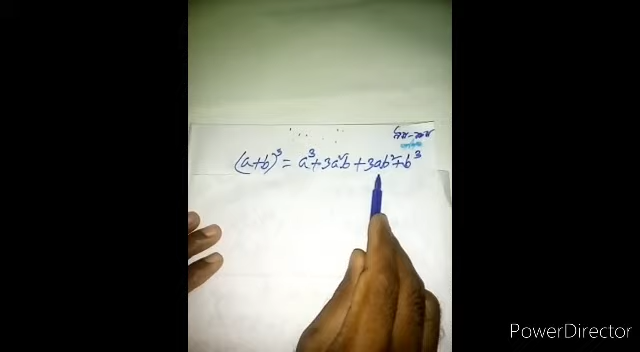 (a+b)³ = a³+3a²b+3ab²+b³
PowerDirector